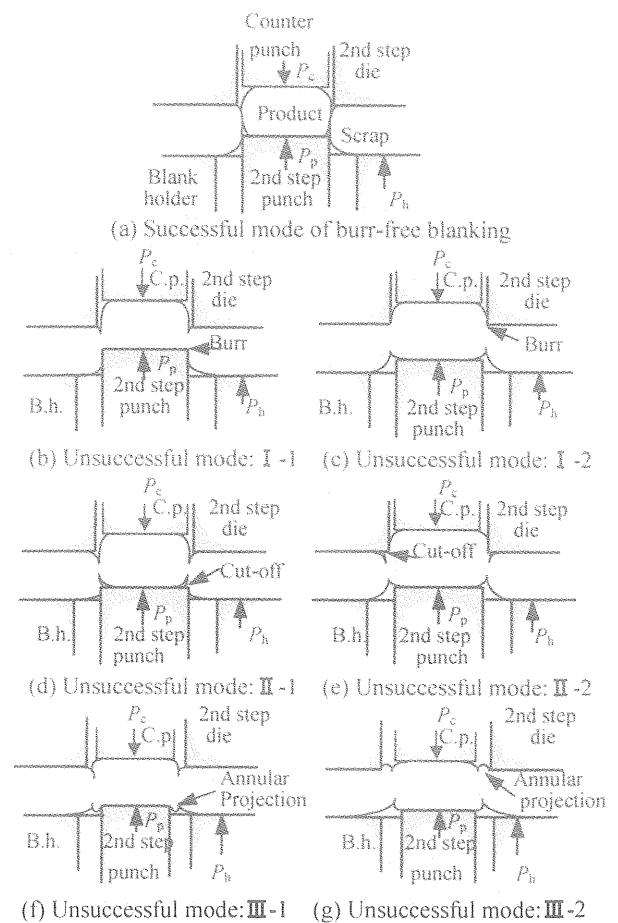 Counter
punch
2nd step
die
Pc
Product
Scrap
Blank
holder
Pp
2nd step
punch
Ph
(a) Successful mode of burr-free blanking
Pc
C.p.
2nd step
die
Burr
B.h.
Pp
2nd step
punch
Ph
(b) Unsuccessful mode: I -1
Pc
C.p.
2nd step
die
Burr
B.h.
Pp
2nd step
punch
Ph
(c) Unsuccessful mode: I -2
Pc
C.p.
2nd step
die
Cut-off
B.h.
Pp
2nd step
punch
Ph
(d) Unsuccessful mode: II -1
Pc
C.p.
2nd step
die
Cut-off
B.h.
Pp
2nd step
punch
Ph
(e) Unsuccessful mode: II -2
Pc
C.p
2nd step
die
Annular
Projection
B.h.
Pp
2nd step
punch
Ph
(f) Unsuccessful mode: III -1
Pc
C.p.
2nd step
die
Annular
projection
B.h.
Pp
2nd step
punch
Ph
(g) Unsuccessful mode: III -2